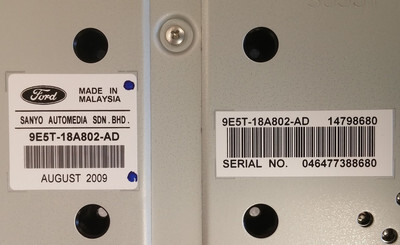 Ford
MADE IN
MALAYSIA
SANYO AUTOMEDIA SDN.BHD.
9E5T-18A802-AD
AUGUST 2009
9E5T-18A802-AD 14798680
SERIAL NO. 046477388680